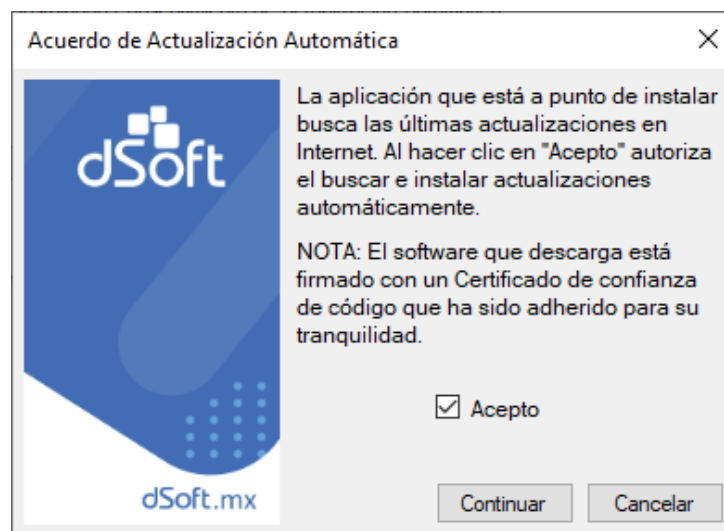 Acuerdo de Actualización Automática
dSoft
La aplicación que está a punto de instalar
busca las últimas actualizaciones en
Internet. Al hacer clic en "Acepto" autoriza
el buscar e instalar actualizaciones
automáticamente.
NOTA: El software que descarga está
firmado con un Certificado de confianza
de código que ha sido adherido para su
tranquilidad.
Acepto
dSoft.mx
Continuar
Cancelar